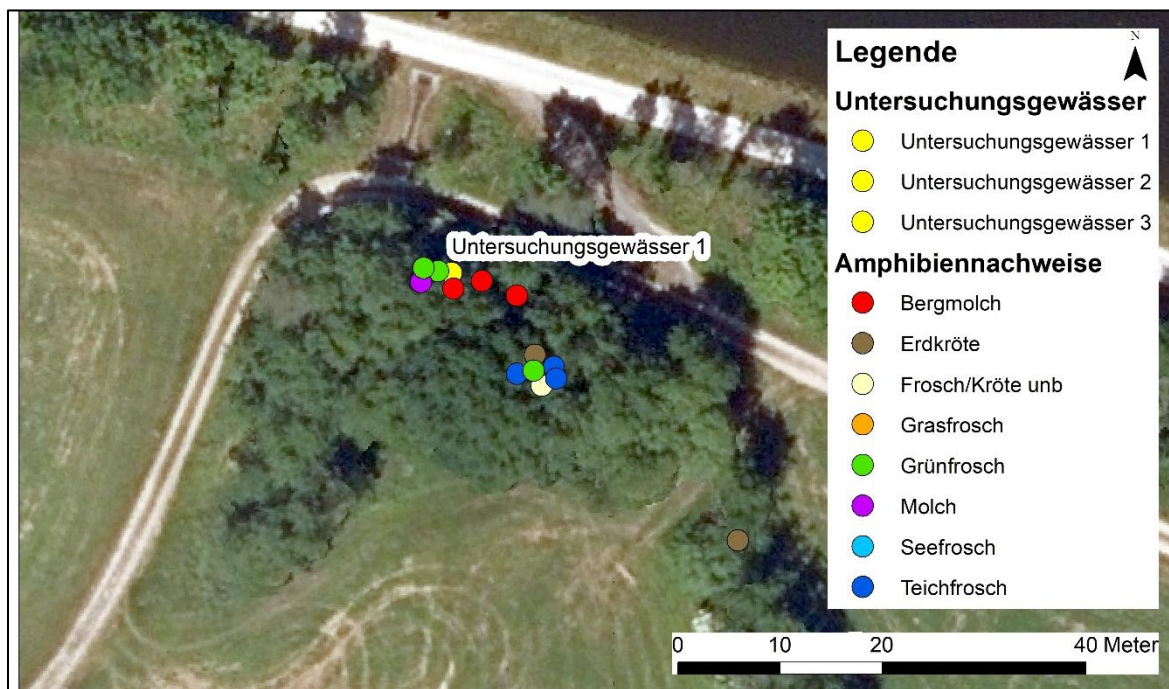 N
Legende
Untersuchungsgewässer
Untersuchungsgewässer 1
Untersuchungsgewässer 2
Untersuchungsgewässer 3
Amphibiennachweise
Bergmolch
Erdkröte
Frosch/Kröte unb
Grasfrosch
Grünfrosch
Molch
Seefrosch
Teichfrosch
Untersuchungsgewässer 1
0 10 20 40 Meter